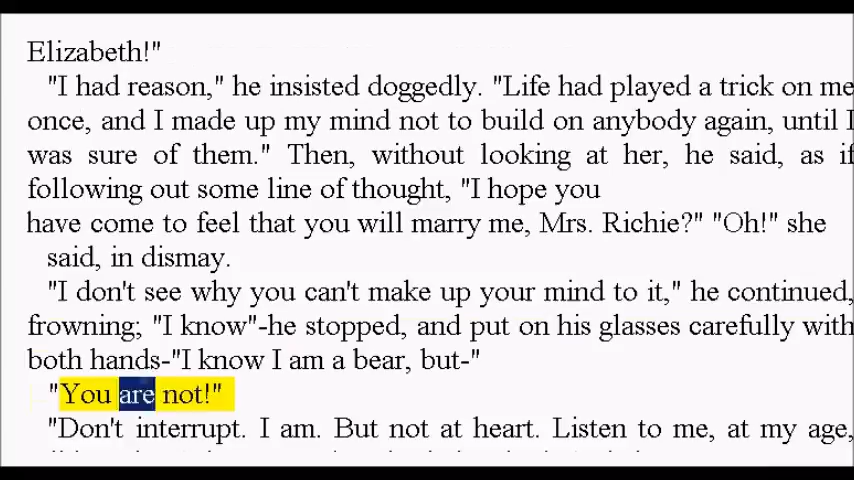 Elizabeth!"
"I had reason," he insisted doggedly. "Life had played a trick on me
once, and I made up my mind not to build on anybody again, until I
was sure of them." Then, without looking at her, he said, as if
following out some line of thought, "I hope you
have come to feel that you will marry me, Mrs. Richie?" "Oh!" she
said, in dismay.
"I don't see why you can't make up your mind to it," he continued,
frowning; "I know"-he stopped, and put on his glasses carefully with
both hands-"I know I am a bear, but-"
"You are not!"
"Don't interrupt. I am. But not at heart. Listen to me, at my age,